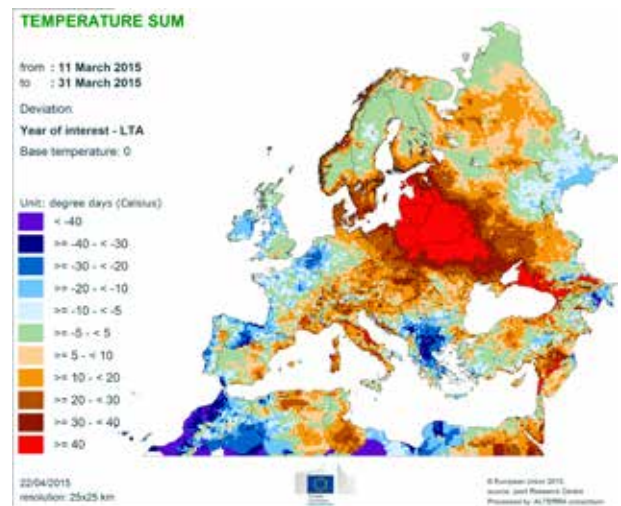 TEMPERATURE SUM
from : 11 March 2015
to : 31 March 2015
Deviation:
Year of interest - LTA
Base temperature: 0
Unit: degree days (Celsius)
< -40
>= -40 - < -30
>= -30 - < -20
>= -20 - < -10
>= -10 - < -5
>= -5 - < 5
>= 5 - < 10
>= 10 - < 20
>= 20 - < 30
>= 30 - < 40
>= 40
22/04/2015
resolution: 25x25 km
© European Union 2015
source: Joint Research Centre
Processed by: ALTERRA consortium